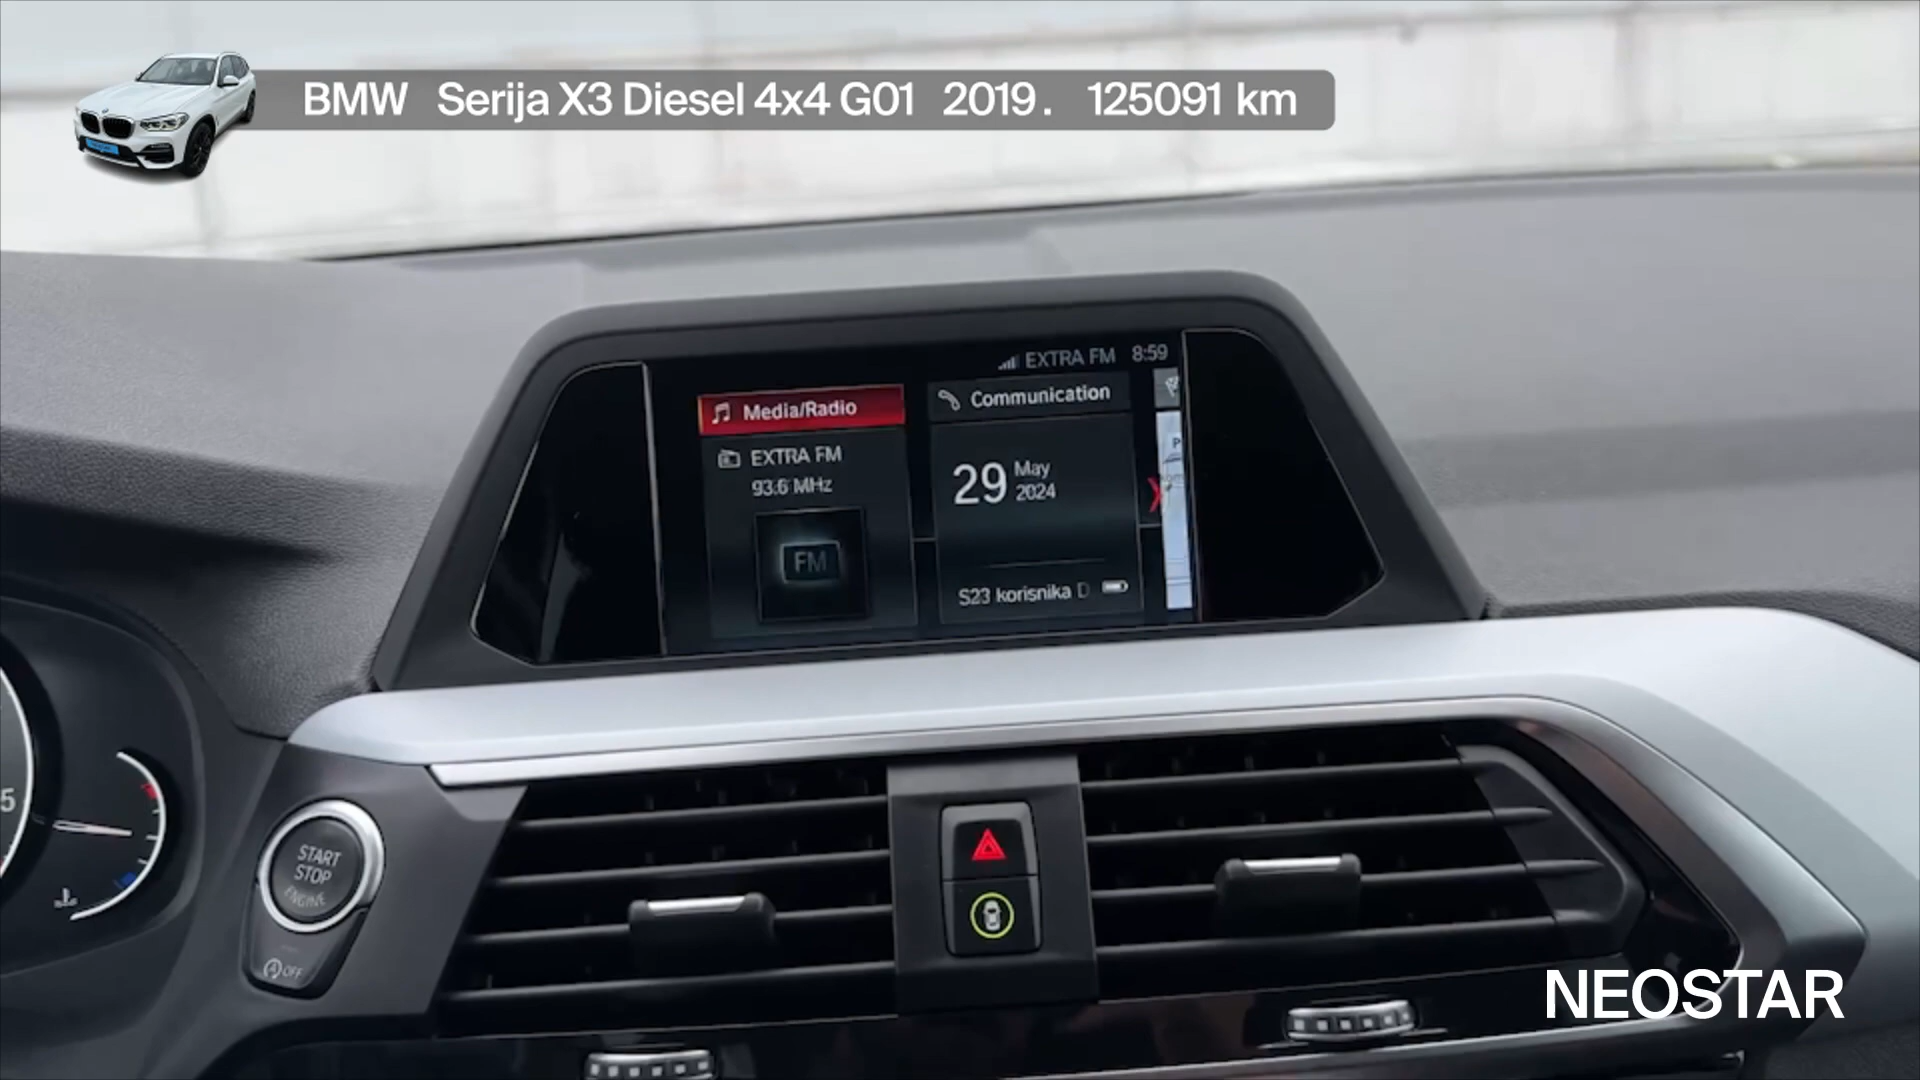 BMW Serija X3 Diesel 4x4 G01 2019. 125091 km
EXTRA FM 8:59
Media/Radio
Communication
EXTRA FM
93.6 MHz
29 May
2024
FM
S23 korisnika D
5
START
STOP
ENGINE
A OFF
NEOSTAR